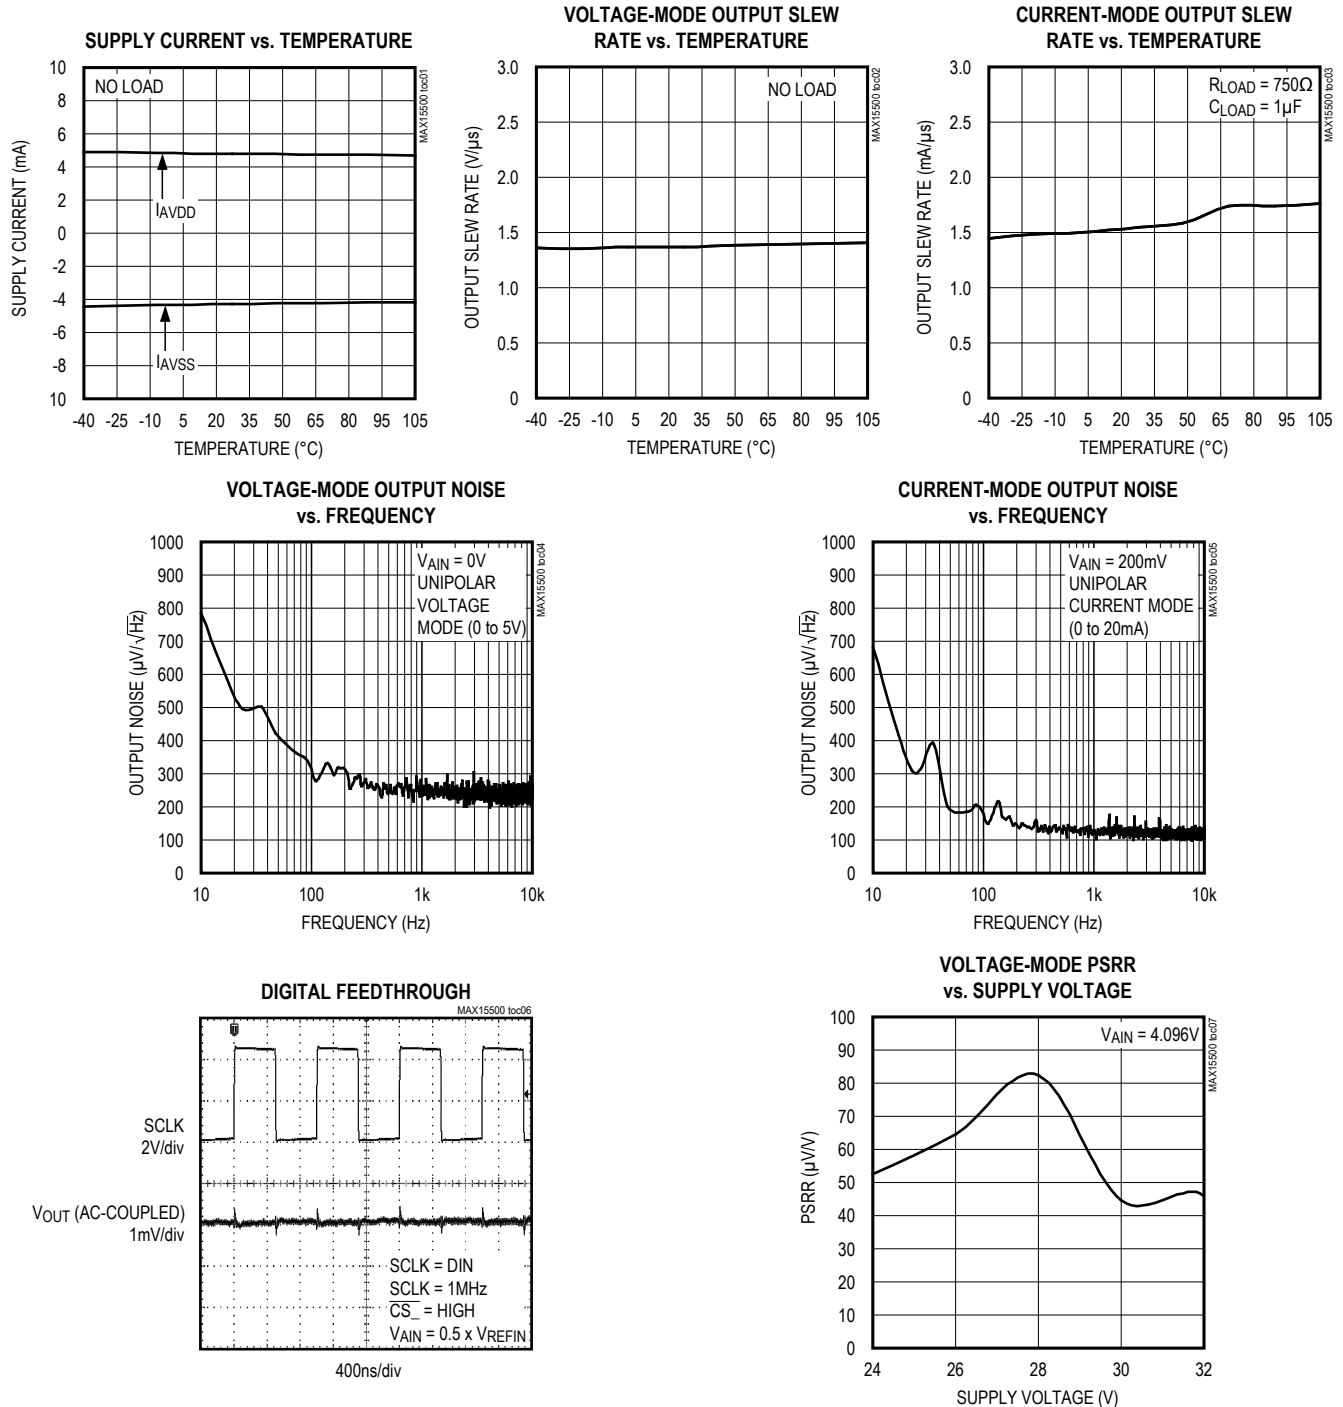 SUPPLY CURRENT vs. TEMPERATURE
10
8
6
4
2
0
-2
-4
-6
-8
10
SUPPLY CURRENT (mA)
NO LOAD
IAVDD
IAVSS
MAX15500 toc01
-40 -25 -10 5 20 35 50 65 80 95 105
TEMPERATURE (°C)
VOLTAGE-MODE OUTPUT SLEW
RATE vs. TEMPERATURE
3.0
2.5
2.0
1.5
1.0
0.5
0
OUTPUT SLEW RATE (V/µs)
NO LOAD
MAX15500 toc02
-40 -25 -10 5 20 35 50 65 80 95 105
TEMPERATURE (°C)
CURRENT-MODE OUTPUT SLEW
RATE vs. TEMPERATURE
3.0
2.5
2.0
1.5
1.0
0.5
0
OUTPUT SLEW RATE (mA/µs)
RLOAD = 750Ω
CLOAD = 1µF
MAX15500 toc03
-40 -25 -10 5 20 35 50 65 80 95 105
TEMPERATURE (°C)
VOLTAGE-MODE OUTPUT NOISE
vs. FREQUENCY
1000
900
800
700
600
500
400
300
200
100
0
OUTPUT NOISE (µV/√Hz)
VAIN = 0V
UNIPOLAR
VOLTAGE
MODE (0 to 5V)
MAX15500 toc04
10 100 1k 10k
FREQUENCY (Hz)
CURRENT-MODE OUTPUT NOISE
vs. FREQUENCY
1000
900
800
700
600
500
400
300
200
100
0
OUTPUT NOISE (µV/√Hz)
VAIN = 200mV
UNIPOLAR
CURRENT MODE
(0 to 20mA)
MAX15500 toc05
10 100 1k 10k
FREQUENCY (Hz)
DIGITAL FEEDTHROUGH
MAX15500 toc06
SCLK
2V/div
VOUT (AC-COUPLED)
1mV/div
SCLK = DIN
SCLK = 1MHz
C̅S̅_̅ = HIGH
VAIN = 0.5 x VREFIN
400ns/div
VOLTAGE-MODE PSRR
vs. SUPPLY VOLTAGE
100
90
80
70
60
50
40
30
20
10
0
PSRR (µV/V)
VAIN = 4.096V
MAX15500 toc07
24 26 28 30 32
SUPPLY VOLTAGE (V)